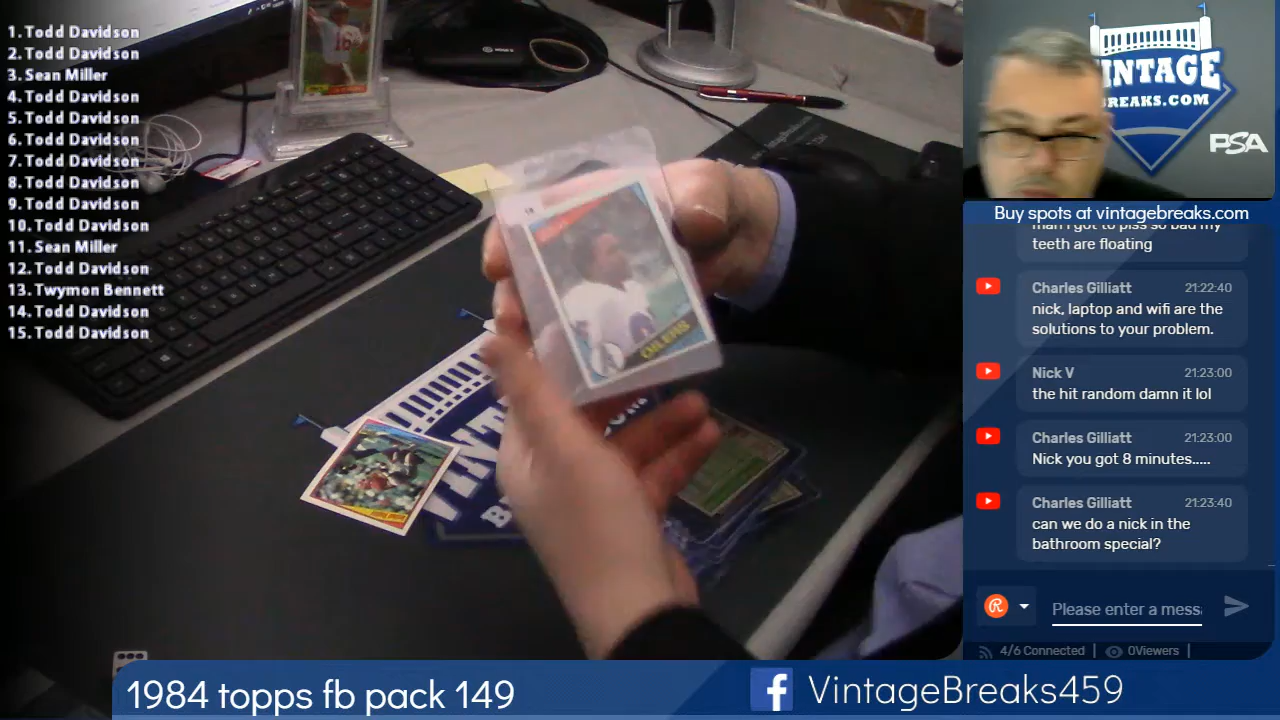 1. Todd Davidson
2. Todd Davidson
3. Sean Miller
4. Todd Davidson
5. Todd Davidson
6. Todd Davidson
7. Todd Davidson
8. Todd Davidson
9. Todd Davidson
10. Todd Davidson
11. Sean Miller
12. Todd Davidson
13. Twymon Bennett
14. Todd Davidson
15. Todd Davidson
16
OILERS
VINT
VINTAGE
BREAKS.COM
PSA
Buy spots at vintagebreaks.com
man i got to piss so bad my
teeth are floating
Charles Gilliatt 21:22:40
nick, laptop and wifi are the
solutions to your problem.
Nick V 21:23:00
the hit random damn it lol
Charles Gilliatt 21:23:00
Nick you got 8 minutes.....
Charles Gilliatt 21:23:40
can we do a nick in the
bathroom special?
Please enter a mess
4/6 Connected | 0Viewers |
1984 topps fb pack 149
f VintageBreaks459